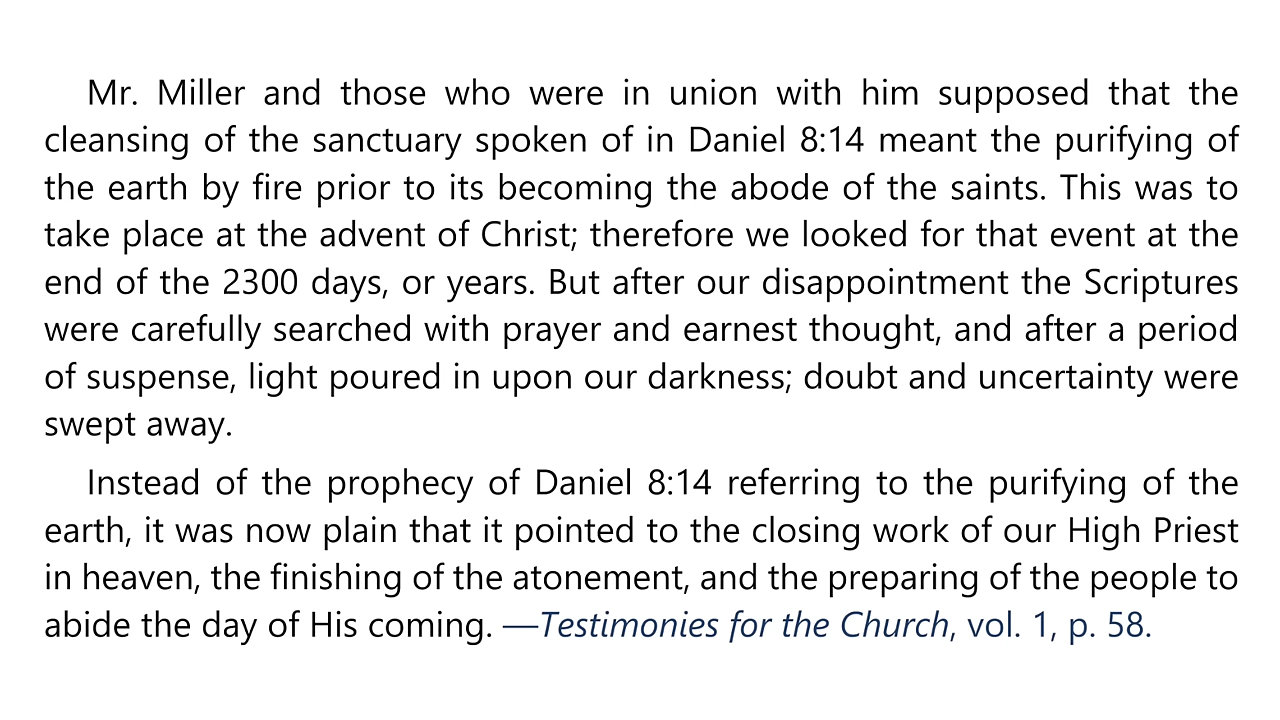 Mr. Miller and those who were in union with him supposed that the
cleansing of the sanctuary spoken of in Daniel 8:14 meant the purifying of
the earth by fire prior to its becoming the abode of the saints. This was to
take place at the advent of Christ; therefore we looked for that event at the
end of the 2300 days, or years. But after our disappointment the Scriptures
were carefully searched with prayer and earnest thought, and after a period
of suspense, light poured in upon our darkness; doubt and uncertainty were
swept away.
Instead of the prophecy of Daniel 8:14 referring to the purifying of the
earth, it was now plain that it pointed to the closing work of our High Priest
in heaven, the finishing of the atonement, and the preparing of the people to
abide the day of His coming. —Testimonies for the Church, vol. 1, p. 58.